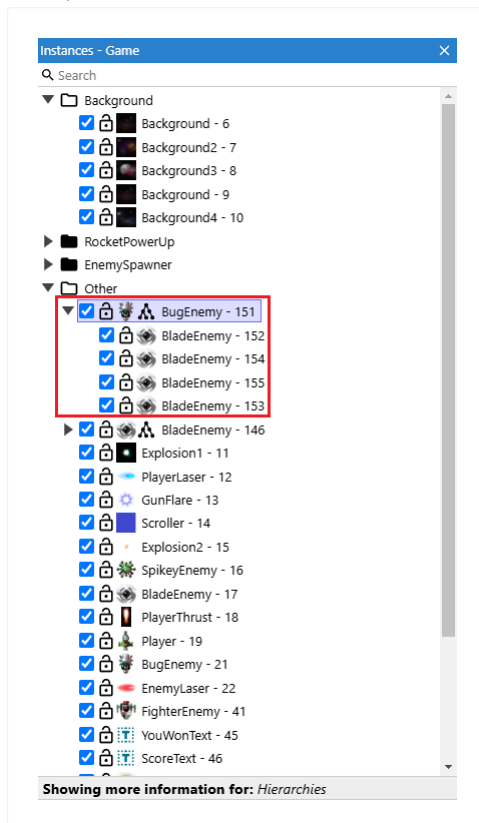 Instances - Game
Search
Background
Background - 6
Background2 - 7
Background3 - 8
Background - 9
Background4 - 10
RocketPowerUp
EnemySpawner
Other
BugEnemy - 151
BladeEnemy - 152
BladeEnemy - 154
BladeEnemy - 155
BladeEnemy - 153
BladeEnemy - 146
Explosion1 - 11
PlayerLaser - 12
GunFlare - 13
Scroller - 14
Explosion2 - 15
SpikeyEnemy - 16
BladeEnemy - 17
PlayerThrust - 18
Player - 19
BugEnemy - 21
EnemyLaser - 22
FighterEnemy - 41
YouWonText - 45
ScoreText - 46
Showing more information for: Hierarchies